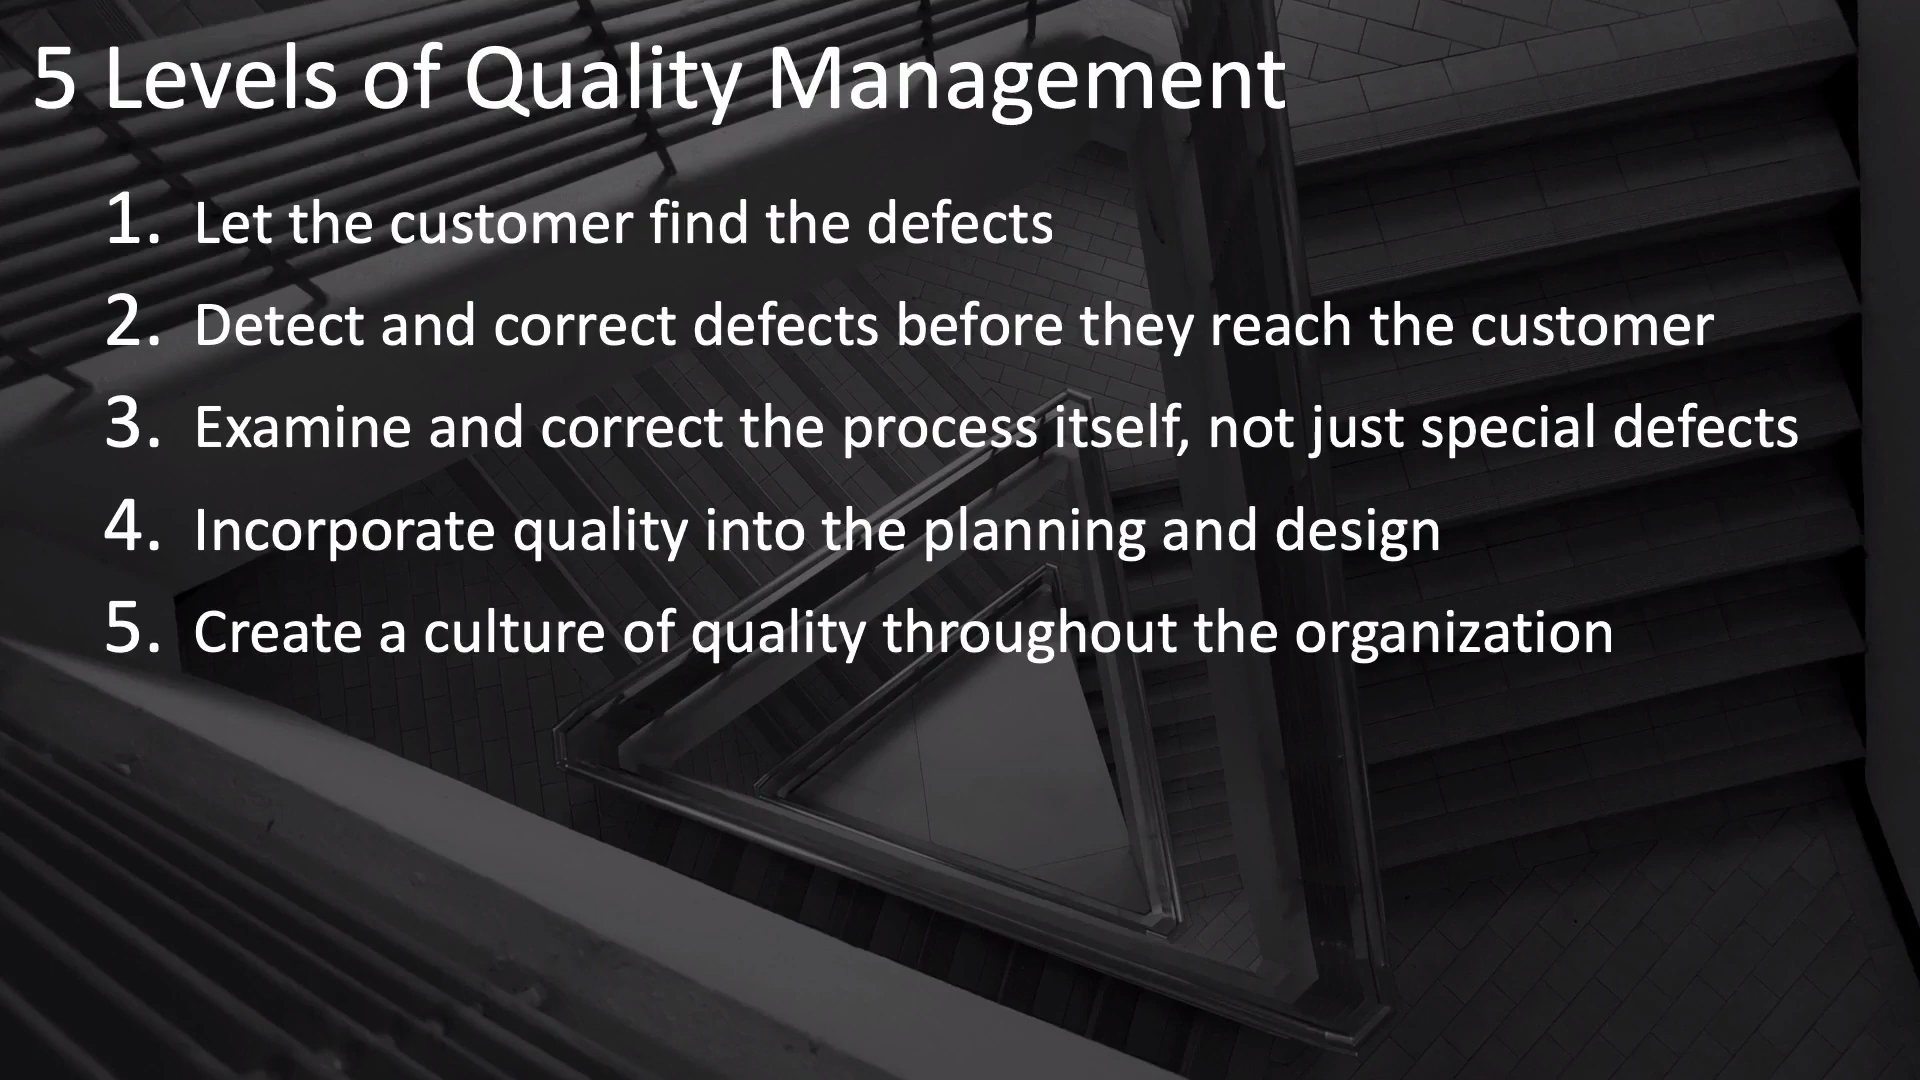 5 Levels of Quality Management
1. Let the customer find the defects
2. Detect and correct defects before they reach the customer
3. Examine and correct the process itself, not just special defects
4. Incorporate quality into the planning and design
5. Create a culture of quality throughout the organization